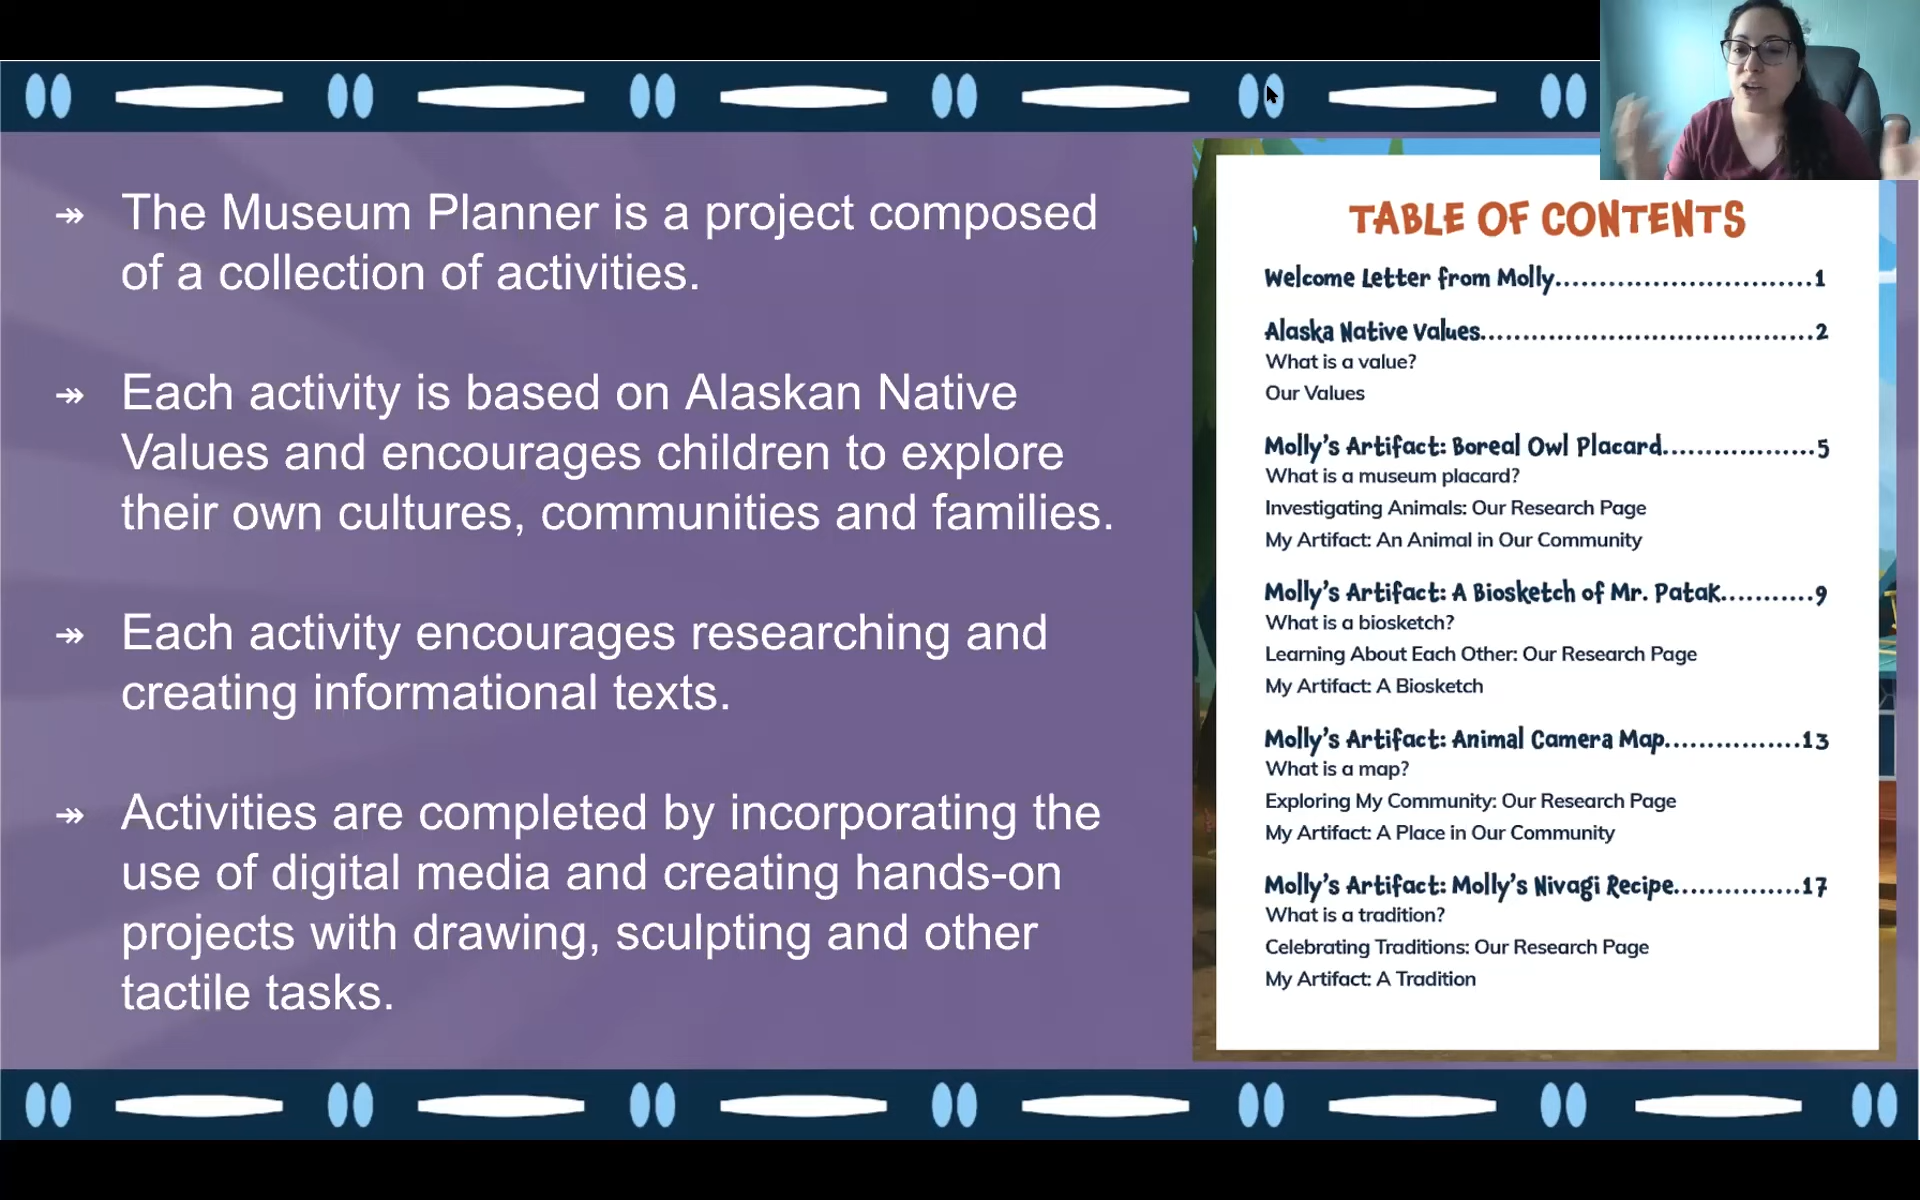 ↠ The Museum Planner is a project composed
of a collection of activities.
↠ Each activity is based on Alaskan Native
Values and encourages children to explore
their own cultures, communities and families.
↠ Each activity encourages researching and
creating informational texts.
↠ Activities are completed by incorporating the
use of digital media and creating hands-on
projects with drawing, sculpting and other
tactile tasks.
TABLE OF CONTENTS
Welcome Letter from Molly.............................1
Alaska Native Values......................................2
What is a value?
Our Values
Molly's Artifact: Boreal Owl Placard..................5
What is a museum placard?
Investigating Animals: Our Research Page
My Artifact: An Animal in Our Community
Molly's Artifact: A Biosketch of Mr. Patak...........9
What is a biosketch?
Learning About Each Other: Our Research Page
My Artifact: A Biosketch
Molly's Artifact: Animal Camera Map................13
What is a map?
Exploring My Community: Our Research Page
My Artifact: A Place in Our Community
Molly's Artifact: Molly's Nivagi Recipe...............17
What is a tradition?
Celebrating Traditions: Our Research Page
My Artifact: A Tradition